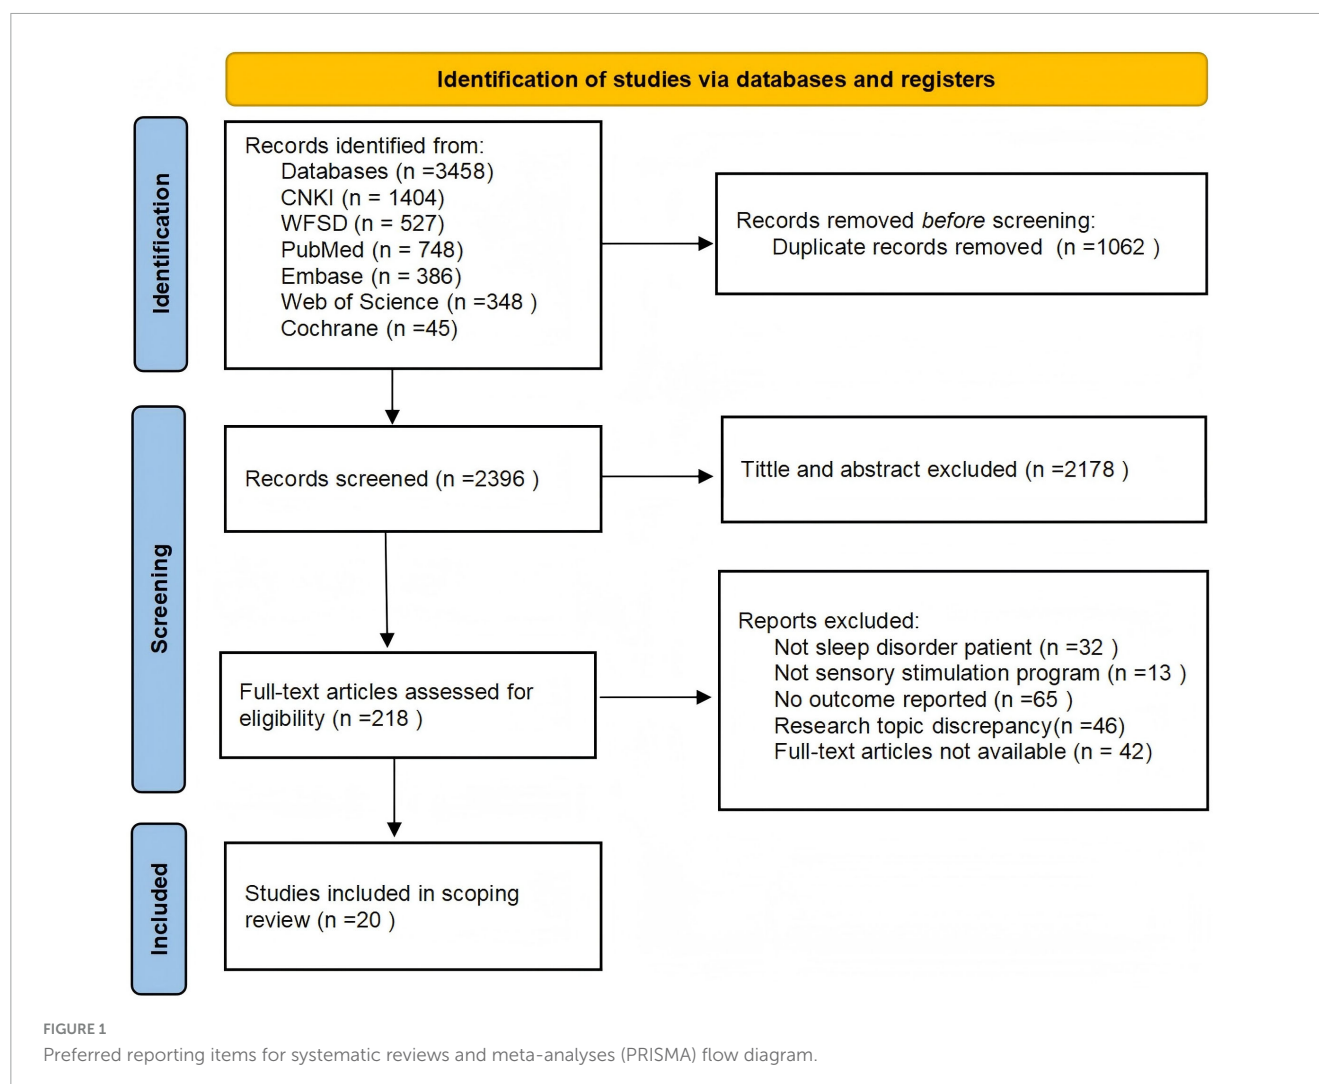 Identification of studies via databases and registers
Identification
Records identified from:
Databases (n =3458)
CNKI (n = 1404)
WFSD (n = 527)
PubMed (n = 748)
Embase (n = 386)
Web of Science (n =348 )
Cochrane (n =45)
Records removed before screening:
Duplicate records removed (n =1062 )
Screening
Records screened (n =2396 )
Tittle and abstract excluded (n =2178 )
Full-text articles assessed for
eligibility (n =218 )
Reports excluded:
Not sleep disorder patient (n =32 )
Not sensory stimulation program (n =13 )
No outcome reported (n =65 )
Research topic discrepancy(n =46)
Full-text articles not available (n = 42)
Included
Studies included in scoping
review (n =20 )
FIGURE 1
Preferred reporting items for systematic reviews and meta-analyses (PRISMA) flow diagram.